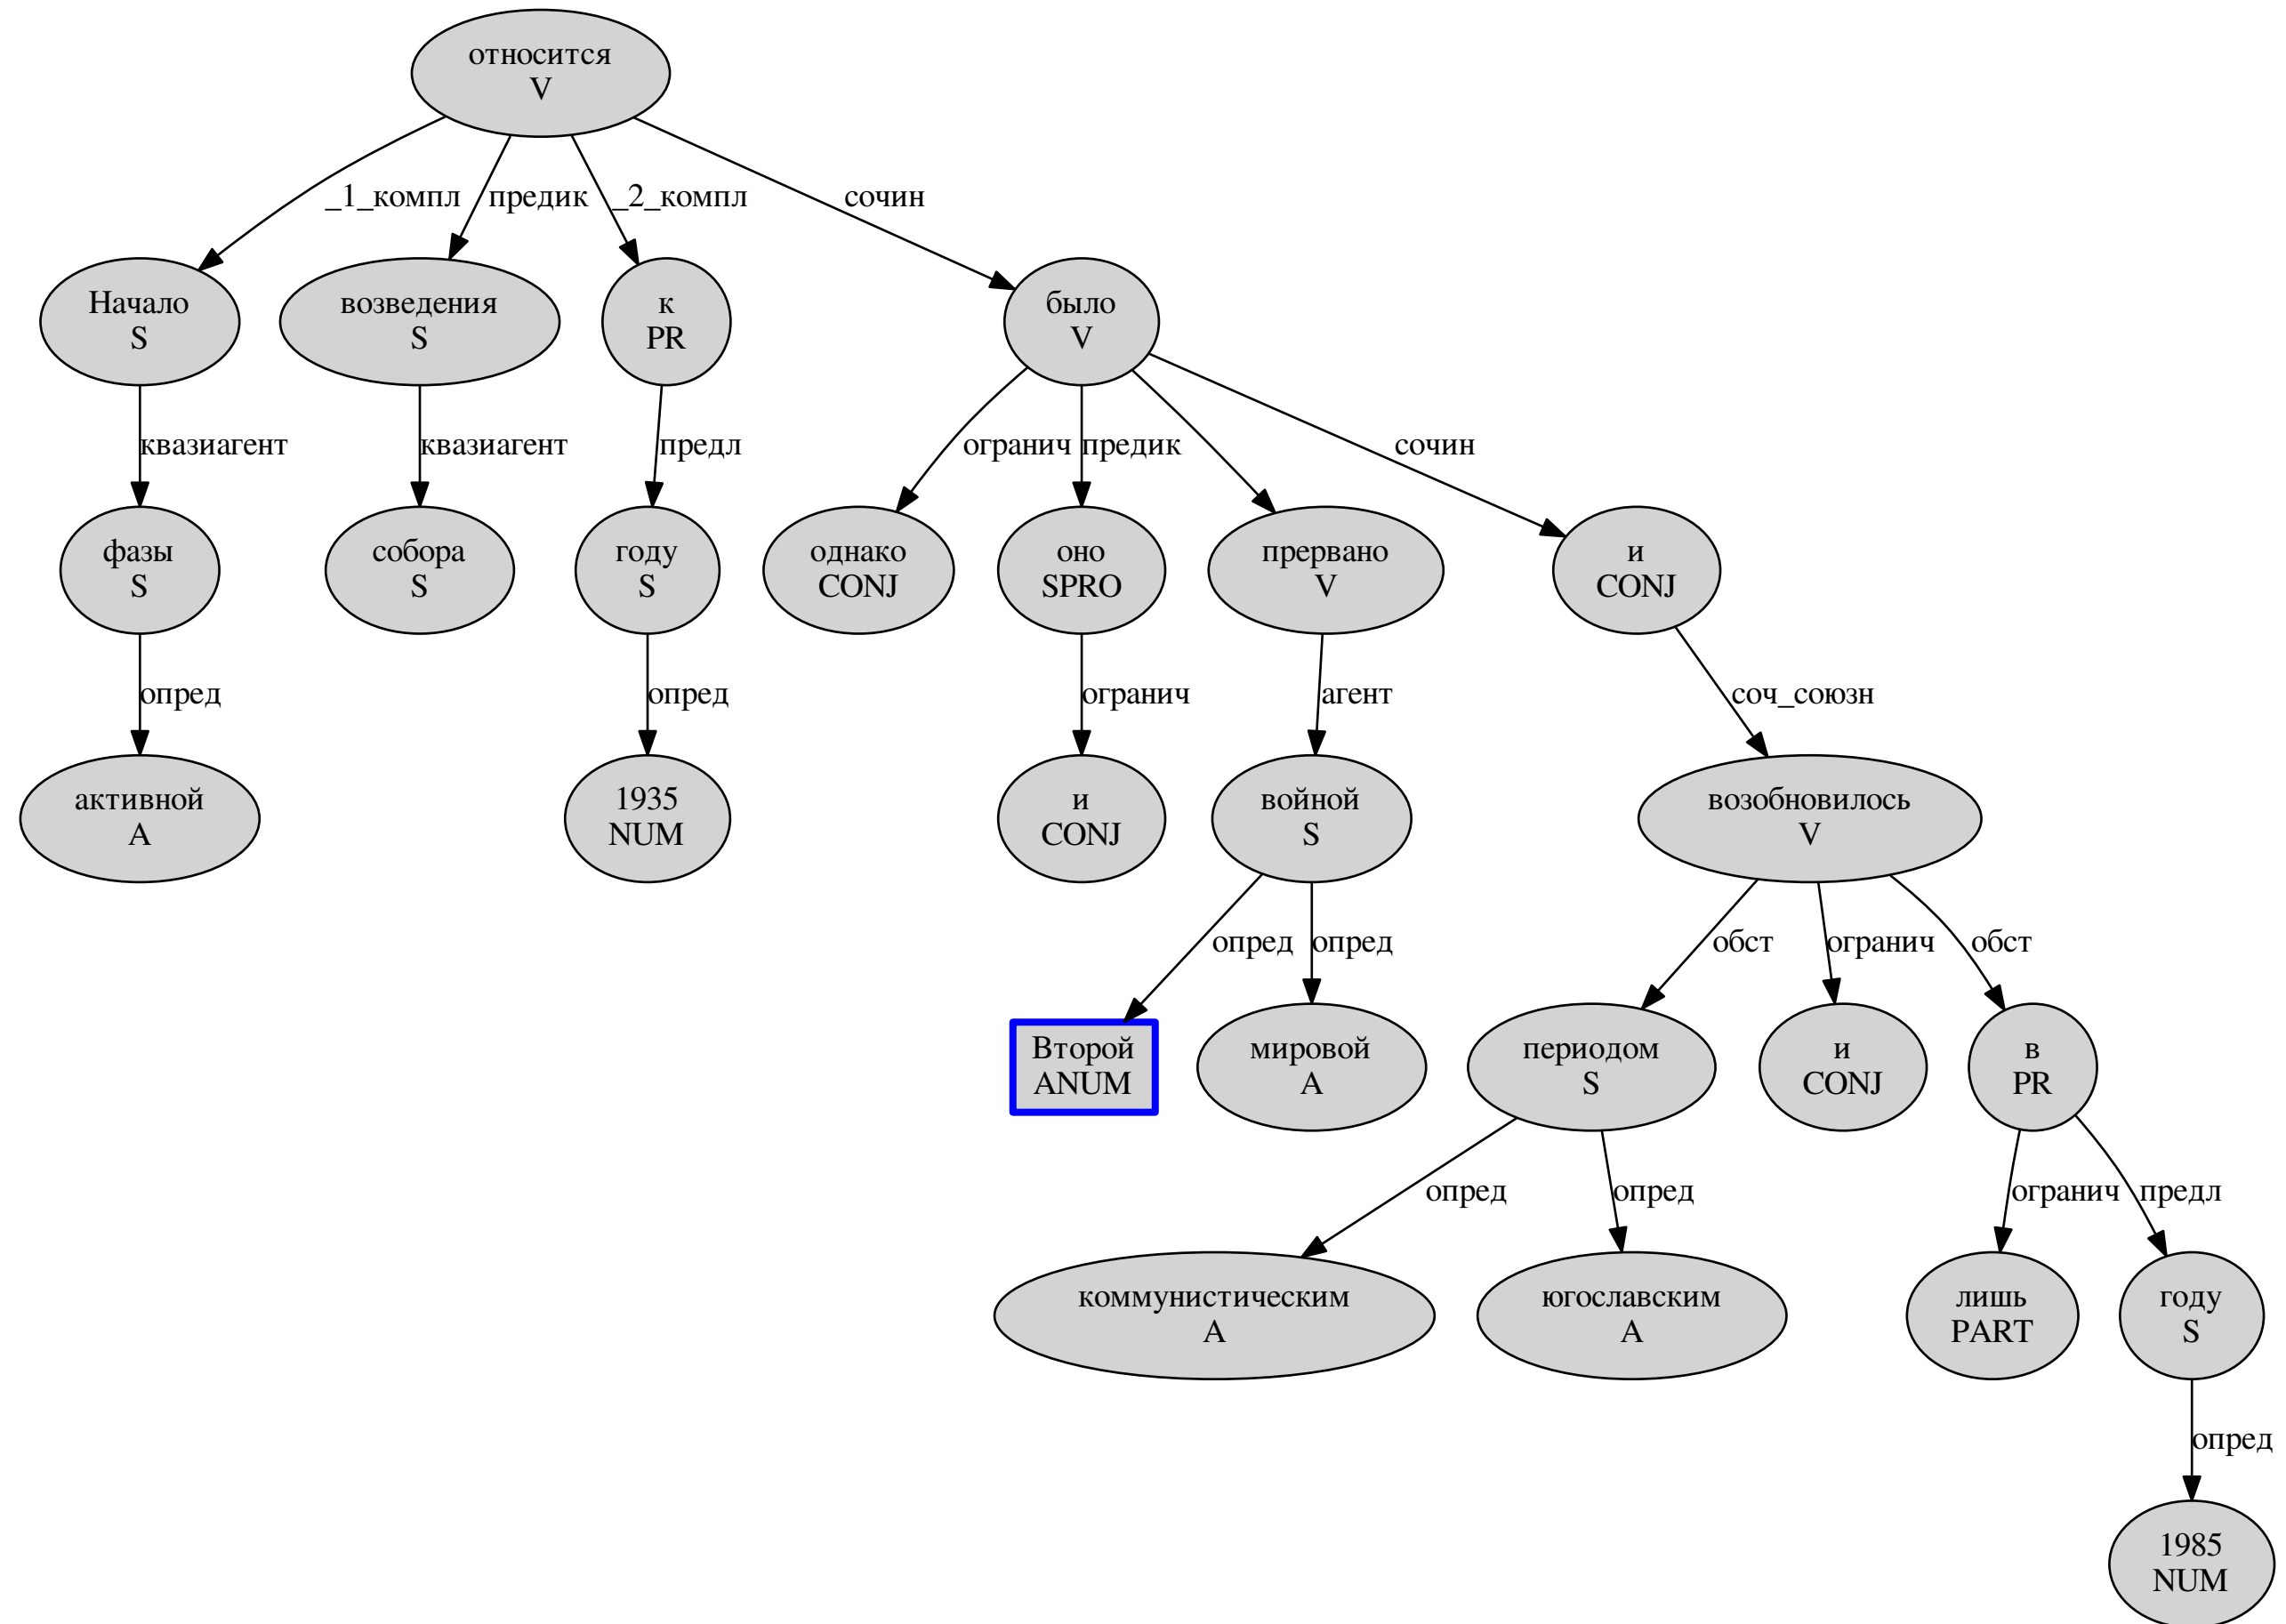 относится
V
_1_компл
предик
_2_компл
сочин
Начало
S
возведения
S
к
PR
было
V
квазиагент
квазиагент
предл
огранич
предик
сочин
фазы
S
собора
S
году
S
однако
CONJ
оно
SPRO
прервано
V
и
CONJ
опред
опред
огранич
агент
соч_союзн
активной
A
1935
NUM
и
CONJ
войной
S
возобновилось
V
опред
опред
обст
огранич
обст
Второй
ANUM
мировой
A
периодом
S
и
CONJ
в
PR
опред
опред
огранич
предл
коммунистическим
A
югославским
A
лишь
PART
году
S
опред
1985
NUM